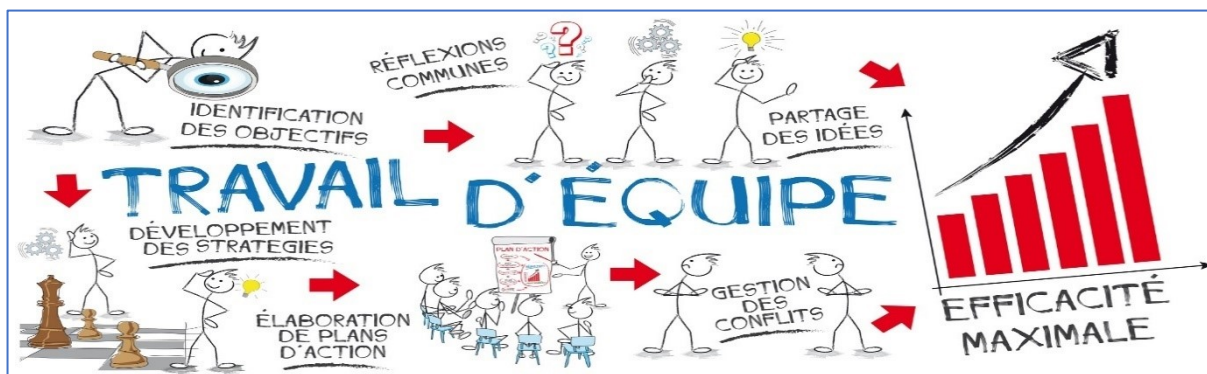 IDENTIFICATION
DES OBJECTIFS
RÉFLEXIONS
COMMUNES
PARTAGE
DES IDÉES
TRAVAIL D'ÉQUIPE
DÉVELOPPEMENT
DES STRATÉGIES
ÉLABORATION
DE PLANS
D'ACTION
PLAN D'ACTION
GESTION
DES
CONFLITS
EFFICACITÉ
MAXIMALE